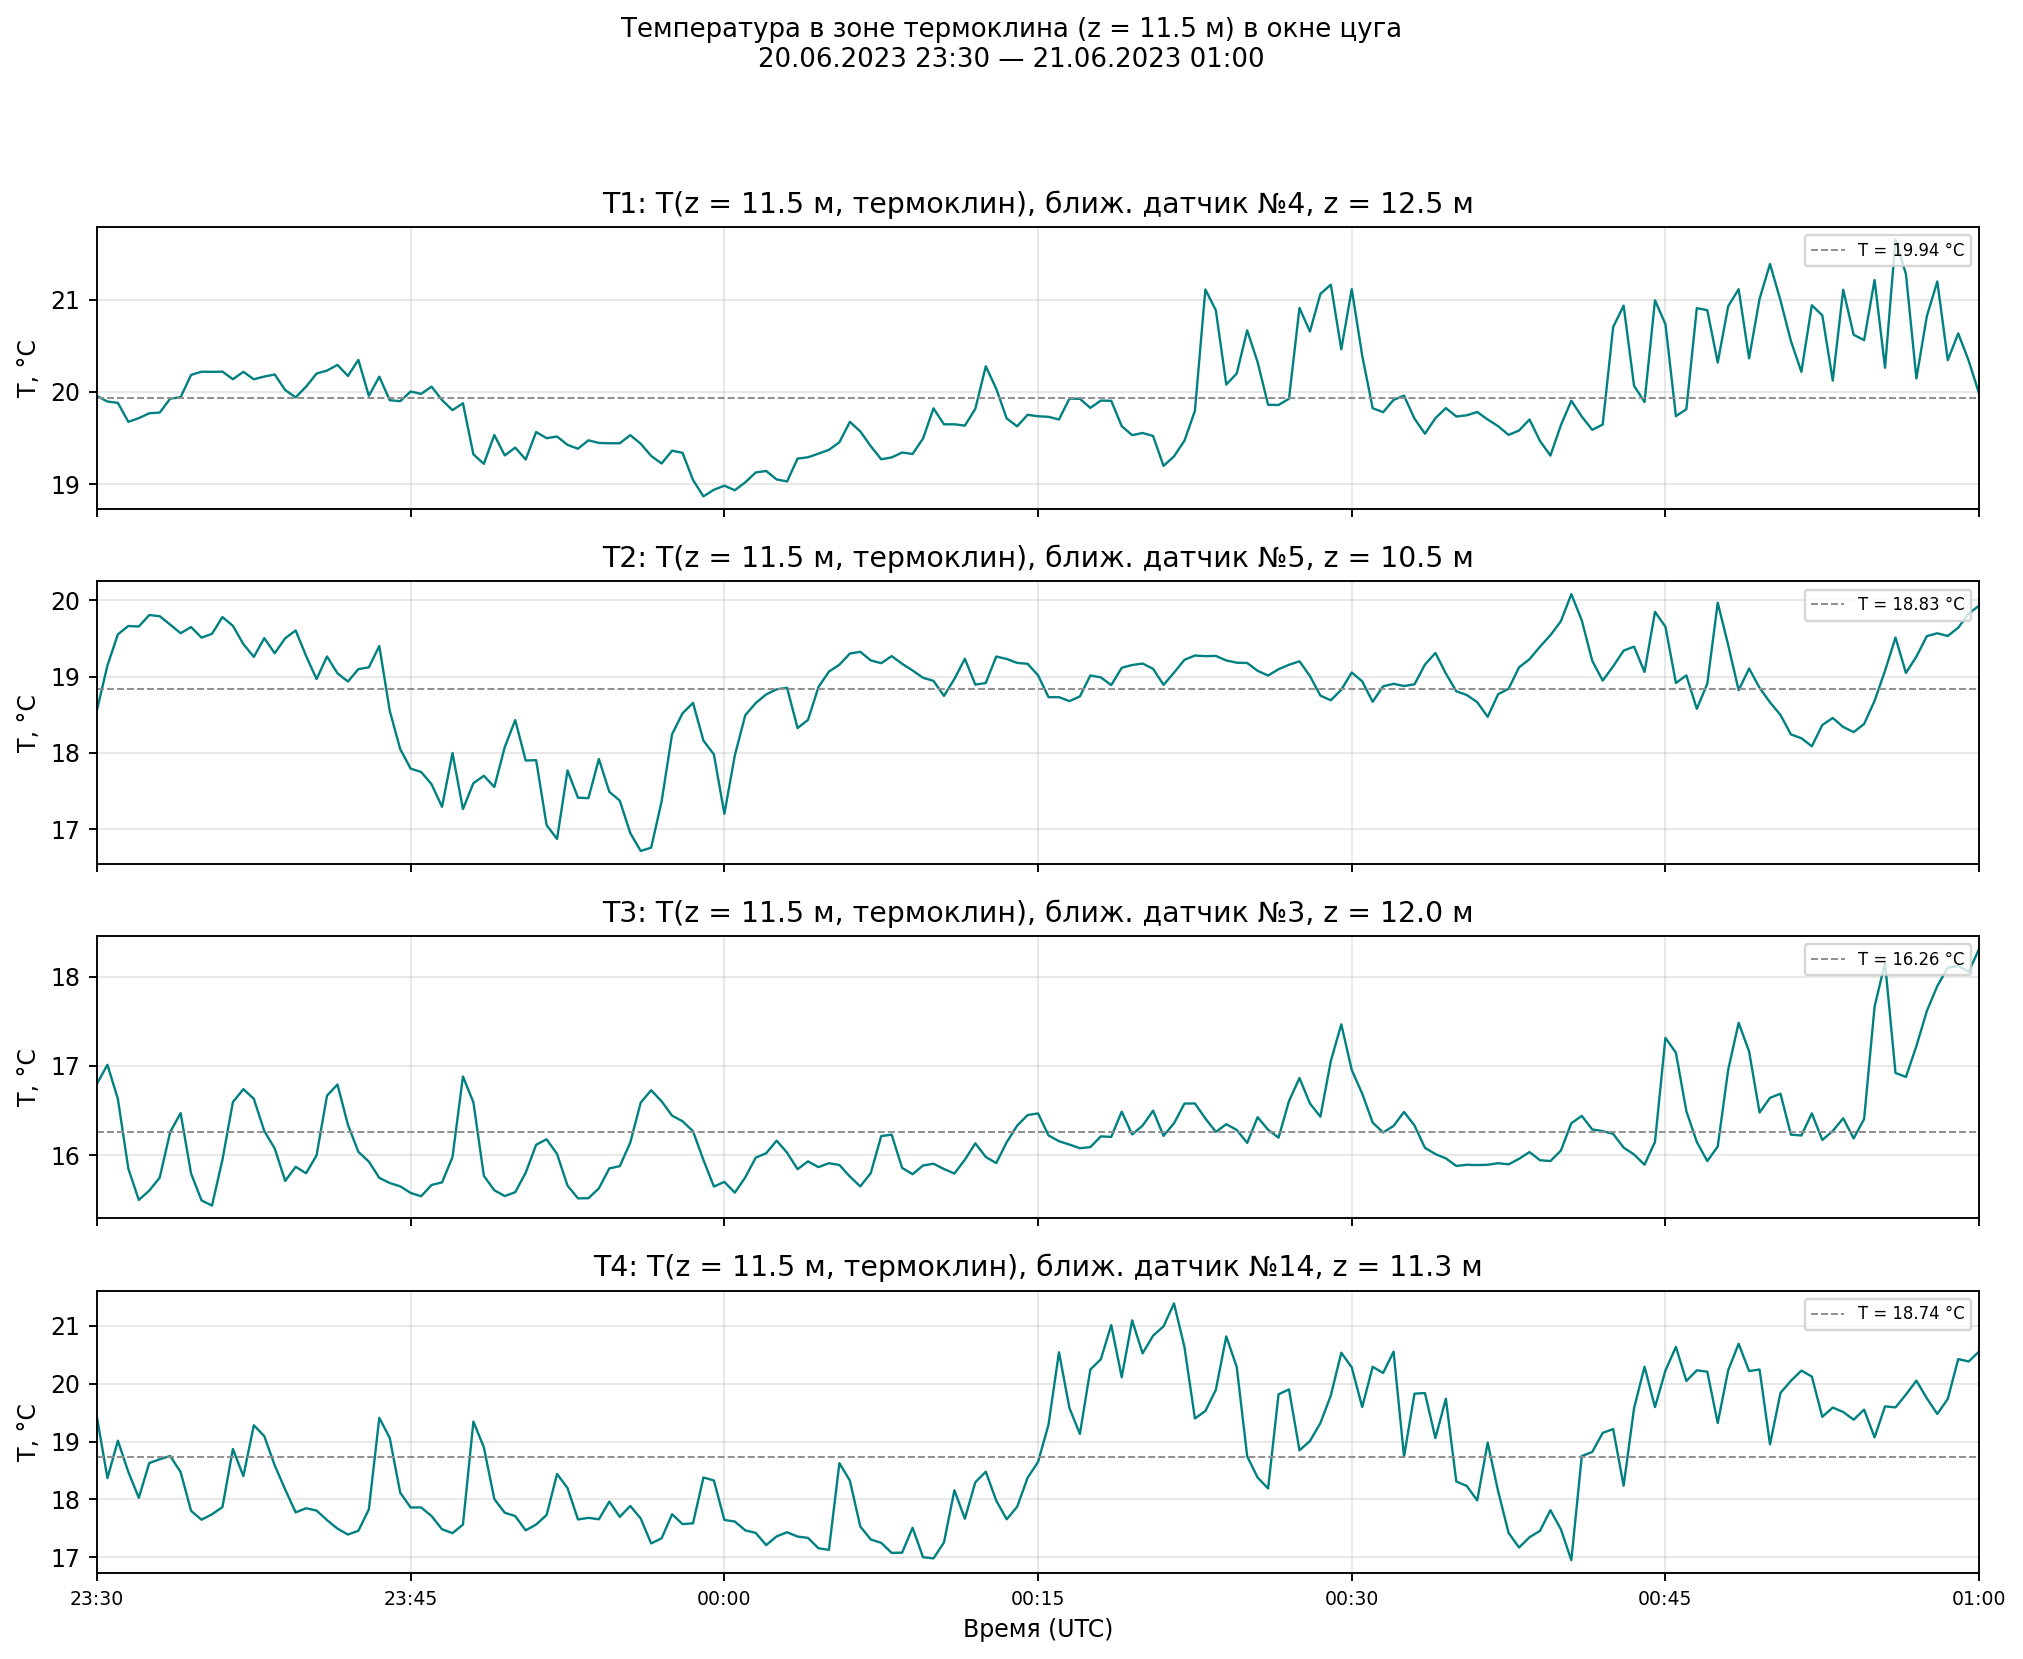 Температура в зоне термоклина (z = 11.5 м) в окне цуга
20.06.2023 23:30 — 21.06.2023 01:00
T1: T(z = 11.5 м, термоклин), ближ. датчик №4, z = 12.5 м
T = 19.94 °C
21
20
19
T, °C
T2: T(z = 11.5 м, термоклин), ближ. датчик №5, z = 10.5 м
T = 18.83 °C
20
19
18
17
T, °C
T3: T(z = 11.5 м, термоклин), ближ. датчик №3, z = 12.0 м
T = 16.26 °C
18
17
16
T, °C
T4: T(z = 11.5 м, термоклин), ближ. датчик №14, z = 11.3 м
T = 18.74 °C
21
20
19
18
17
T, °C
23:30 23:45 00:00 00:15 00:30 00:45 01:00
Время (UTC)